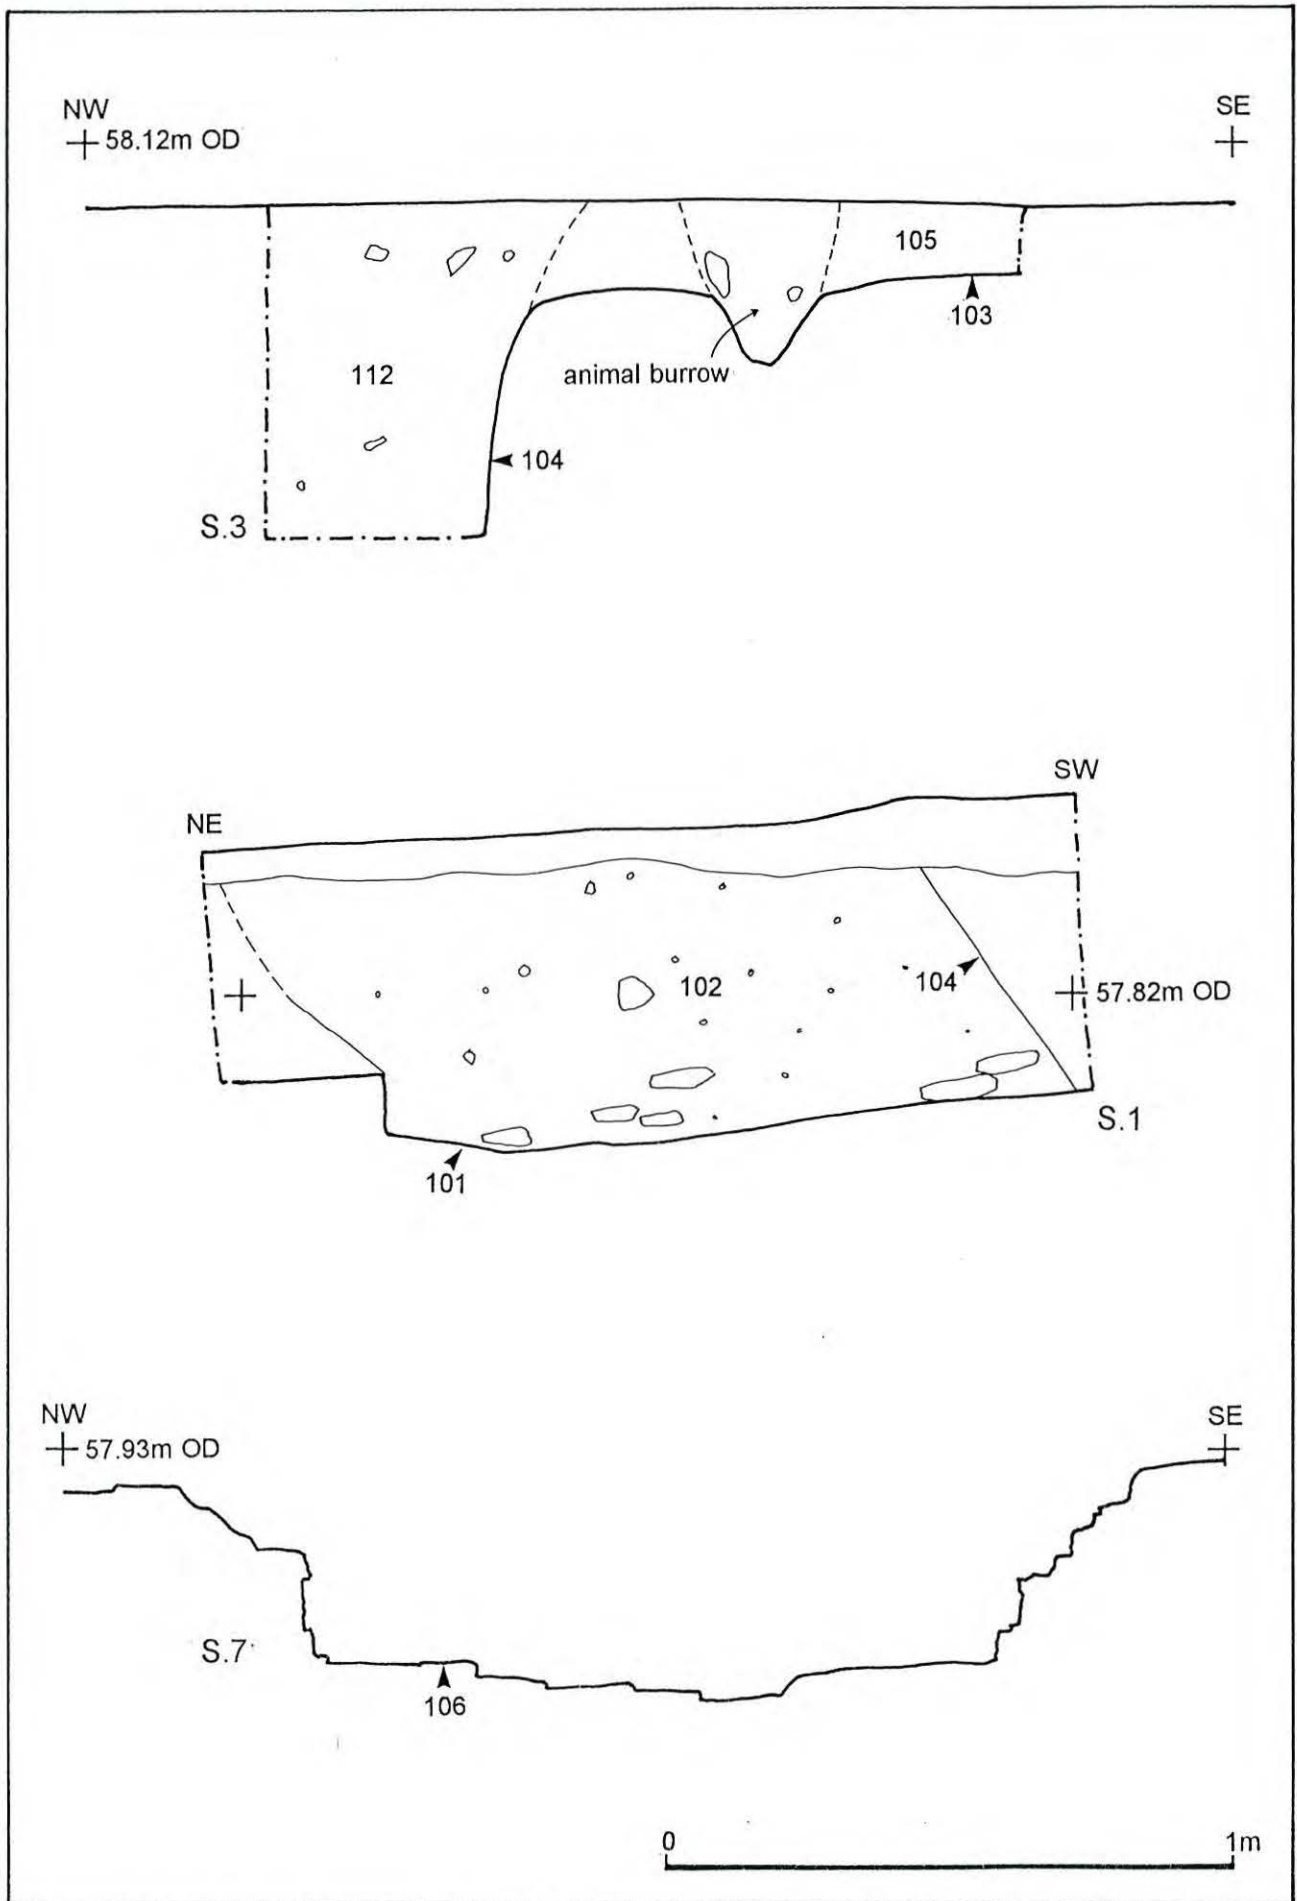 NW
SE
58.12m OD
105
103
112
animal burrow
104
S.3
SW
NE
102
104
57.82m OD
S.1
101
NW
SE
57.93m OD
S.7
106
0
1m